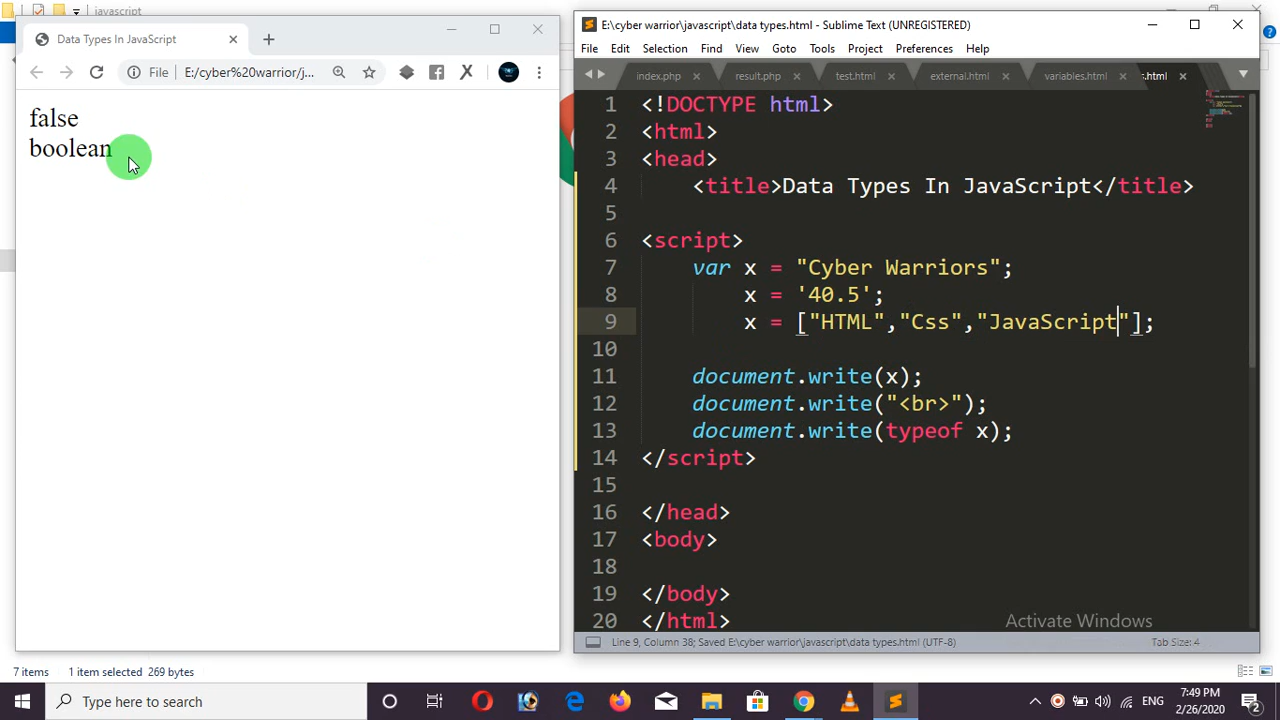 javascript
Data Types In JavaScript
File
E:/cyber%20warrior/j...
false
boolean
7 items
1 item selected 269 bytes
E:\cyber warrior\javascript\data types.html - Sublime Text (UNREGISTERED)
File Edit Selection Find View Goto Tools Project Preferences Help
index.php
result.php
test.html
external.html
variables.html
s.html
1 <!DOCTYPE html>
2 <html>
3 <head>
4 <title>Data Types In JavaScript</title>
5
6 <script>
7 var x = "Cyber Warriors";
8 x = '40.5';
9 x = ["HTML","Css","JavaScript"];
10
11 document.write(x);
12 document.write("<br>");
13 document.write(typeof x);
14 </script>
15
16 </head>
17 <body>
18
19 </body>
20 </html>
Activate Windows
Line 9, Column 38; Saved E:\cyber warrior\javascript\data types.html (UTF-8)
Tab Size: 4
Type here to search
ENG
7:49 PM
2/26/2020
2